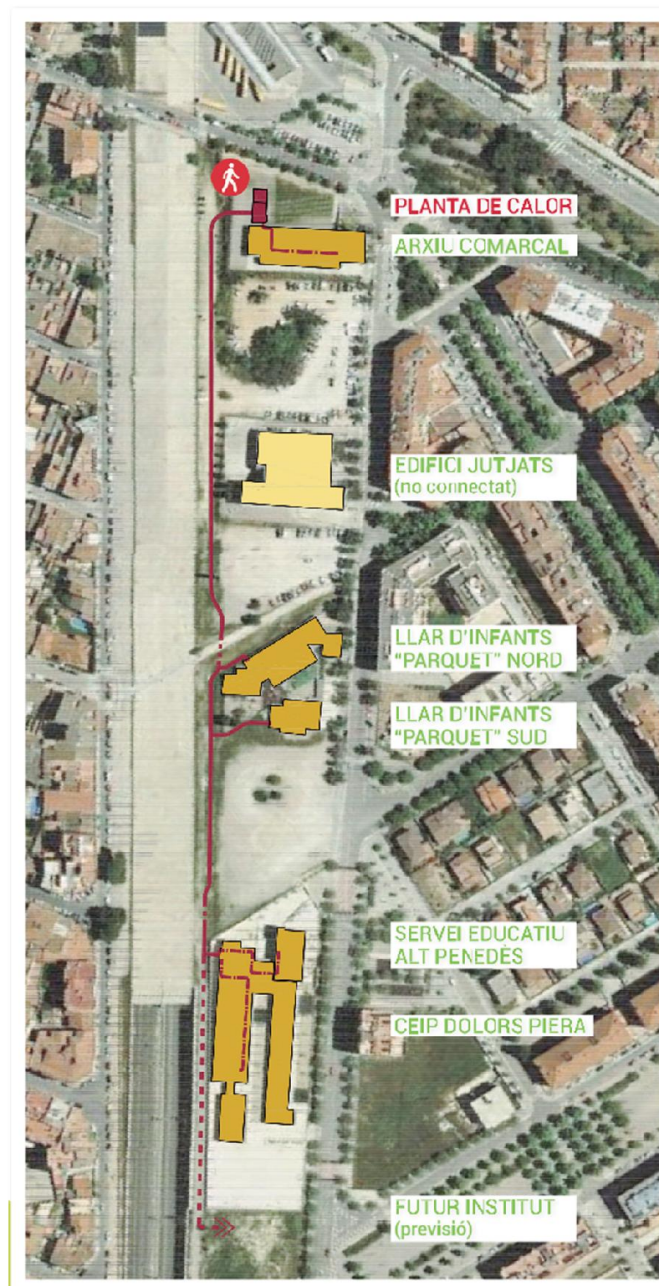 PLANTA DE CALOR
ARXIU COMARCAL
EDIFICI JUTJATS
(no connectat)
LLAR D'INFANTS
"PARQUET" NORD
LLAR D'INFANTS
"PARQUET" SUD
SERVEI EDUCATIU
ALT PENEDÈS
CEIP DOLORS PIERA
FUTUR INSTITUT
(previsió)